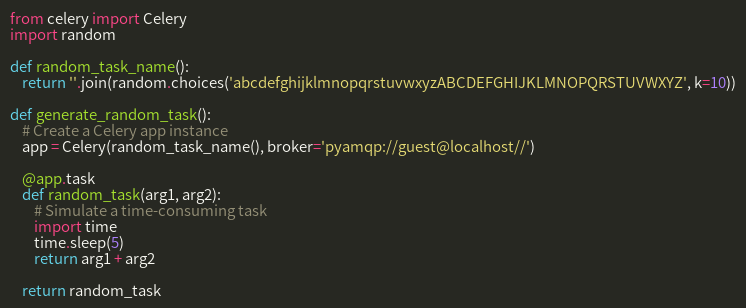 from celery import Celery
import random

def random_task_name():
    return ''.join(random.choices('abcdefghijklmnopqrstuvwxyzABCDEFGHIJKLMNOPQRSTUVWXYZ', k=10))

def generate_random_task():
    # Create a Celery app instance
    app = Celery(random_task_name(), broker='pyamqp://guest@localhost//')

    @app.task
    def random_task(arg1, arg2):
        # Simulate a time-consuming task
        import time
        time.sleep(5)
        return arg1 + arg2

    return random_task